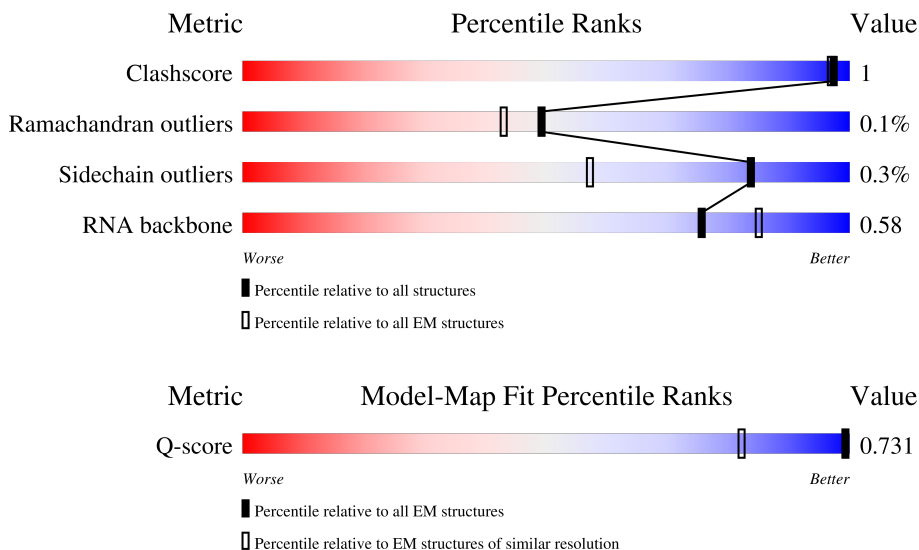 Metric Percentile Ranks Value
Clashscore 1
Ramachandran outliers 0.1%
Sidechain outliers 0.3%
RNA backbone 0.58
Worse Better
Percentile relative to all structures
Percentile relative to all EM structures
Metric Model-Map Fit Percentile Ranks Value
Q-score 0.731
Worse Better
Percentile relative to all EM structures
Percentile relative to EM structures of similar resolution